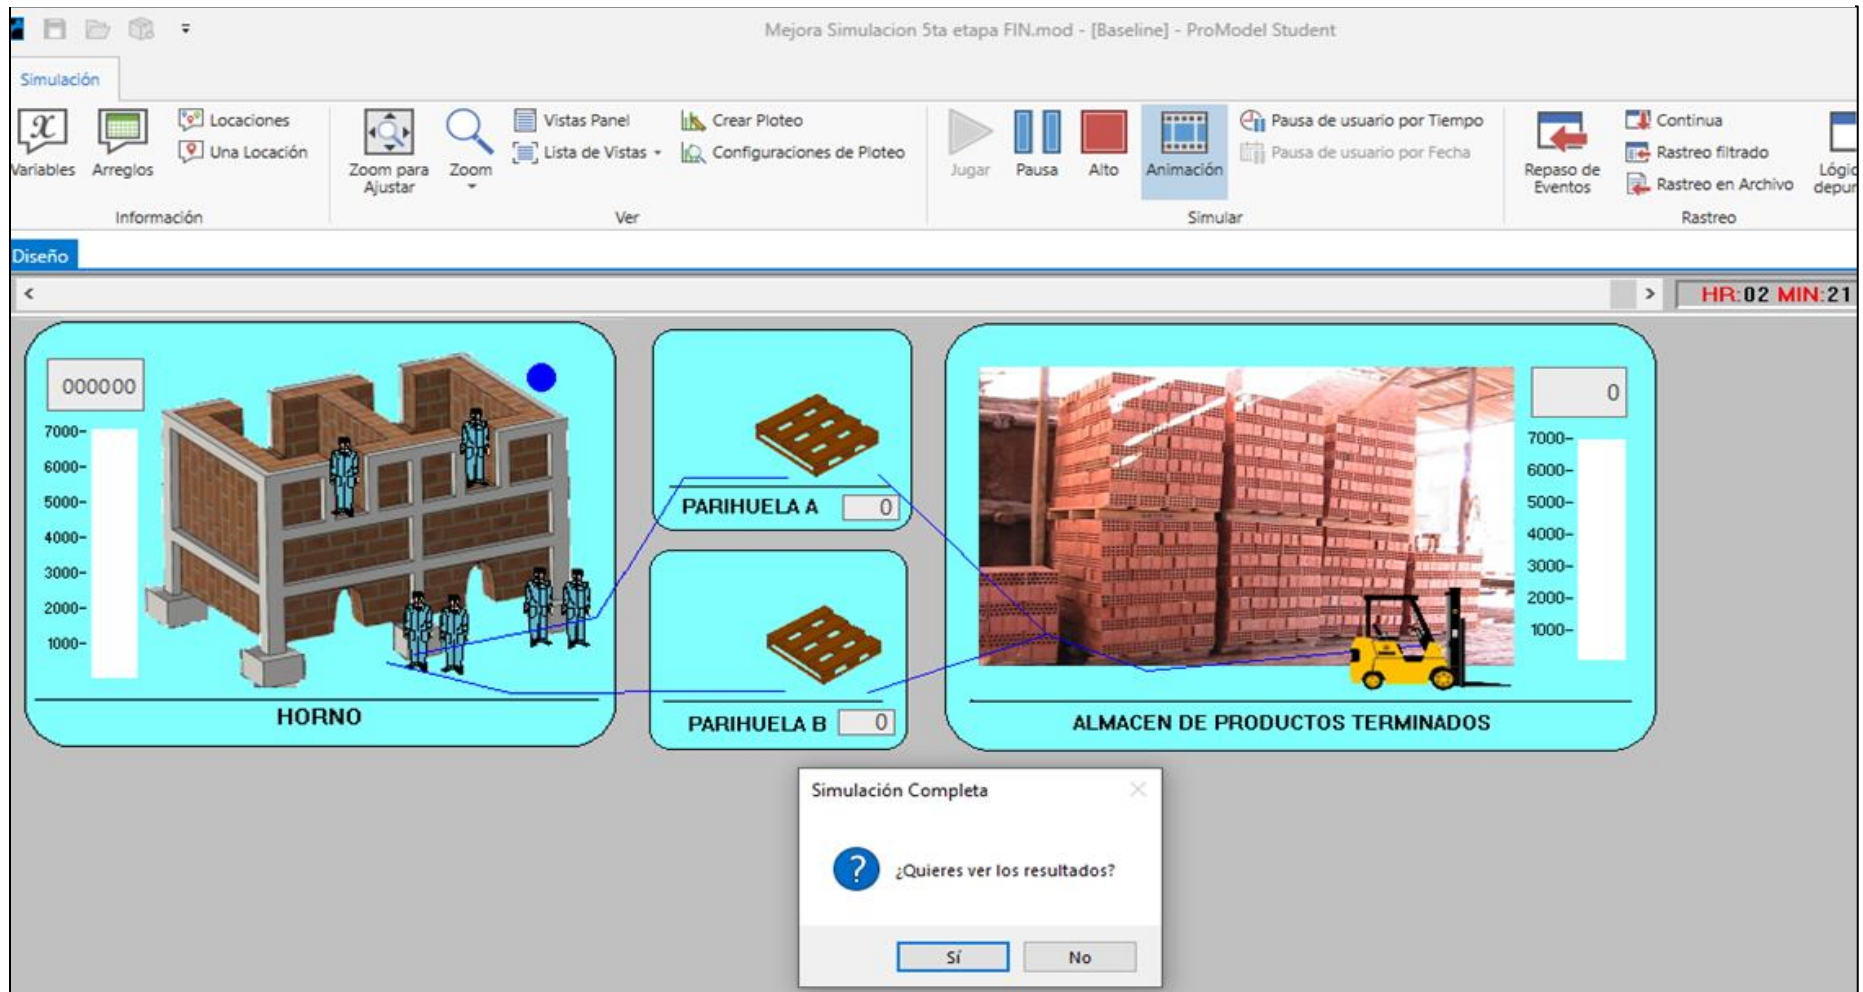 Mejora Simulacion 5ta etapa FIN.mod - [Baseline] - ProModel Student
Simulación
Variables
Arreglos
Locaciones
Una Locación
Información
Zoom para
Ajustar
Zoom
Vistas Panel
Lista de Vistas
Crear Ploteo
Configuraciones de Ploteo
Ver
Jugar
Pausa
Alto
Animación
Pausa de usuario por Tiempo
Pausa de usuario por Fecha
Simular
Repaso de
Eventos
Continua
Rastreo filtrado
Rastreo en Archivo
Rastreo
Diseño
HR:02 MIN:21
000000
7000-
6000-
5000-
4000-
3000-
2000-
1000-
HORNO
PARIHUELA A 0
PARIHUELA B 0
0
7000-
6000-
5000-
4000-
3000-
2000-
1000-
ALMACEN DE PRODUCTOS TERMINADOS
Simulación Completa
¿Quieres ver los resultados?
Sí
No